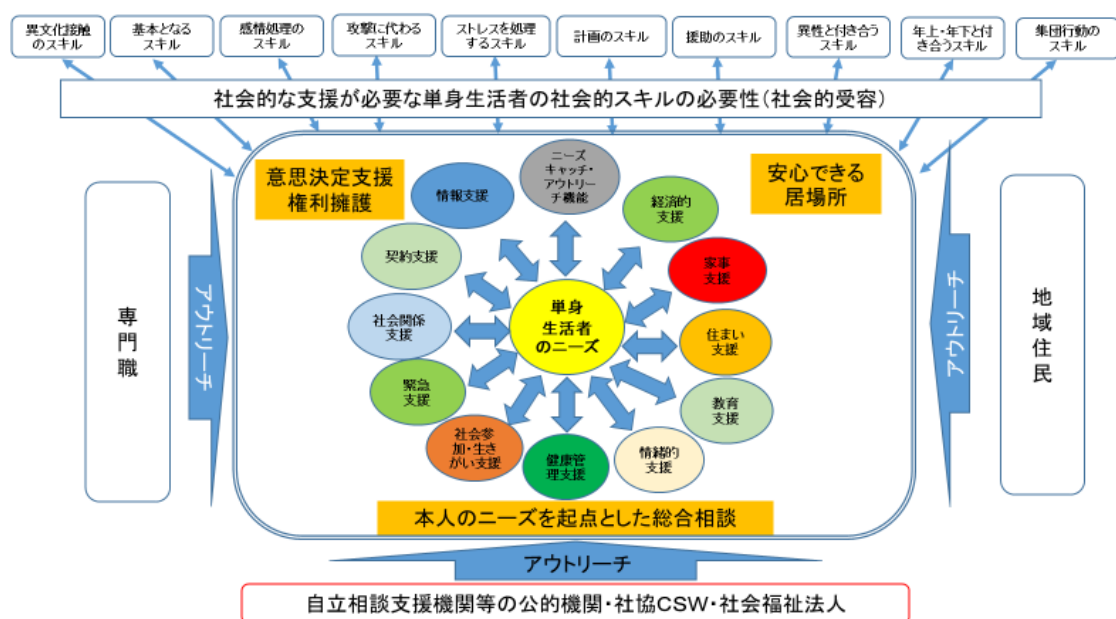 異文化接触
のスキル
基本となる
スキル
感情処理の
スキル
攻撃に代わる
スキル
ストレスを処理
するスキル
計画のスキル
援助のスキル
異性と付き合う
スキル
年上・年下と付
き合うスキル
集団行動の
スキル
社会的な支援が必要な単身生活者の社会的スキルの必要性(社会的受容)
意思決定支援
権利擁護
安心できる
居場所
専門職
アウトリーチ
地域住民
アウトリーチ
ニーズ
キャッチ・
アウトリー
チ機能
経済的
支援
家事
支援
住まい
支援
教育
支援
情緒的
支援
健康管
理支援
社会参
加・生き
がい支援
緊急
支援
社会関係
支援
契約支援
情報支援
単身
生活者
のニーズ
本人のニーズを起点とした総合相談
アウトリーチ
自立相談支援機関等の公的機関・社協CSW・社会福祉法人